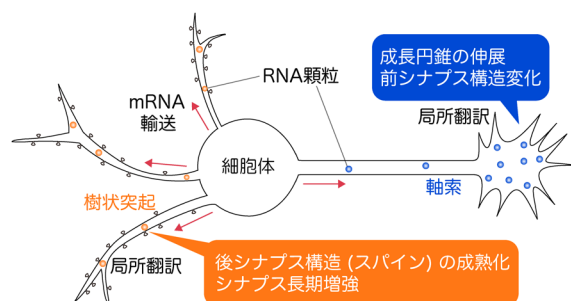 成長円錐の伸展
前シナプス構造変化
RNA顆粒
mRNA
輸送
局所翻訳
細胞体
軸索
樹状突起
局所翻訳
後シナプス構造 (スパイン) の成熟化
シナプス長期増強